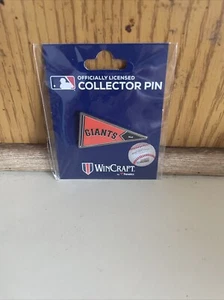 OFFICIALLY LICENSED
COLLECTOR PIN
GIANTS
WINCRAFT